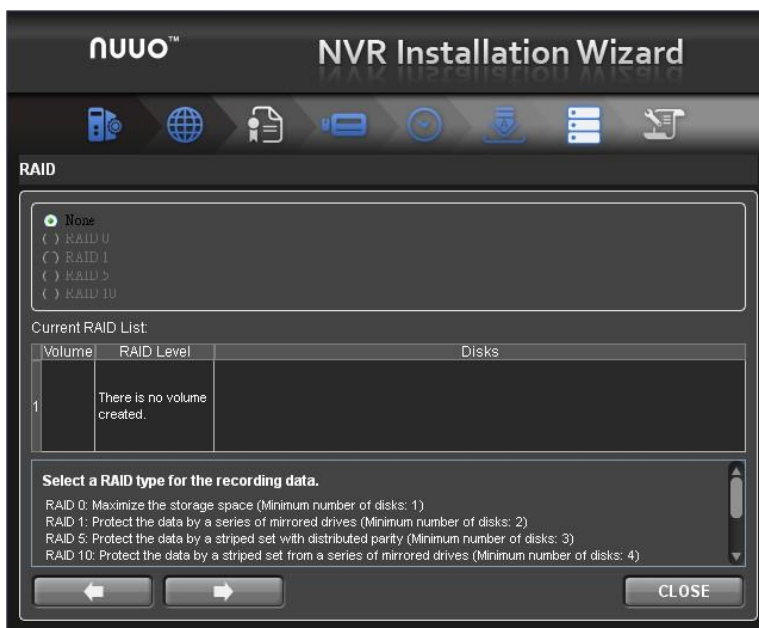 nuuo™
NVR Installation Wizard
RAID
None
RAID 0
RAID 1
RAID 5
RAID 10
Current RAID List:
Volume RAID Level Disks
1 There is no volume created.
Select a RAID type for the recording data.
RAID 0: Maximize the storage space (Minimum number of disks: 1)
RAID 1: Protect the data by a series of mirrored drives (Minimum number of disks: 2)
RAID 5: Protect the data by a striped set with distributed parity (Minimum number of disks: 3)
RAID 10: Protect the data by a striped set from a series of mirrored drives (Minimum number of disks: 4)
CLOSE